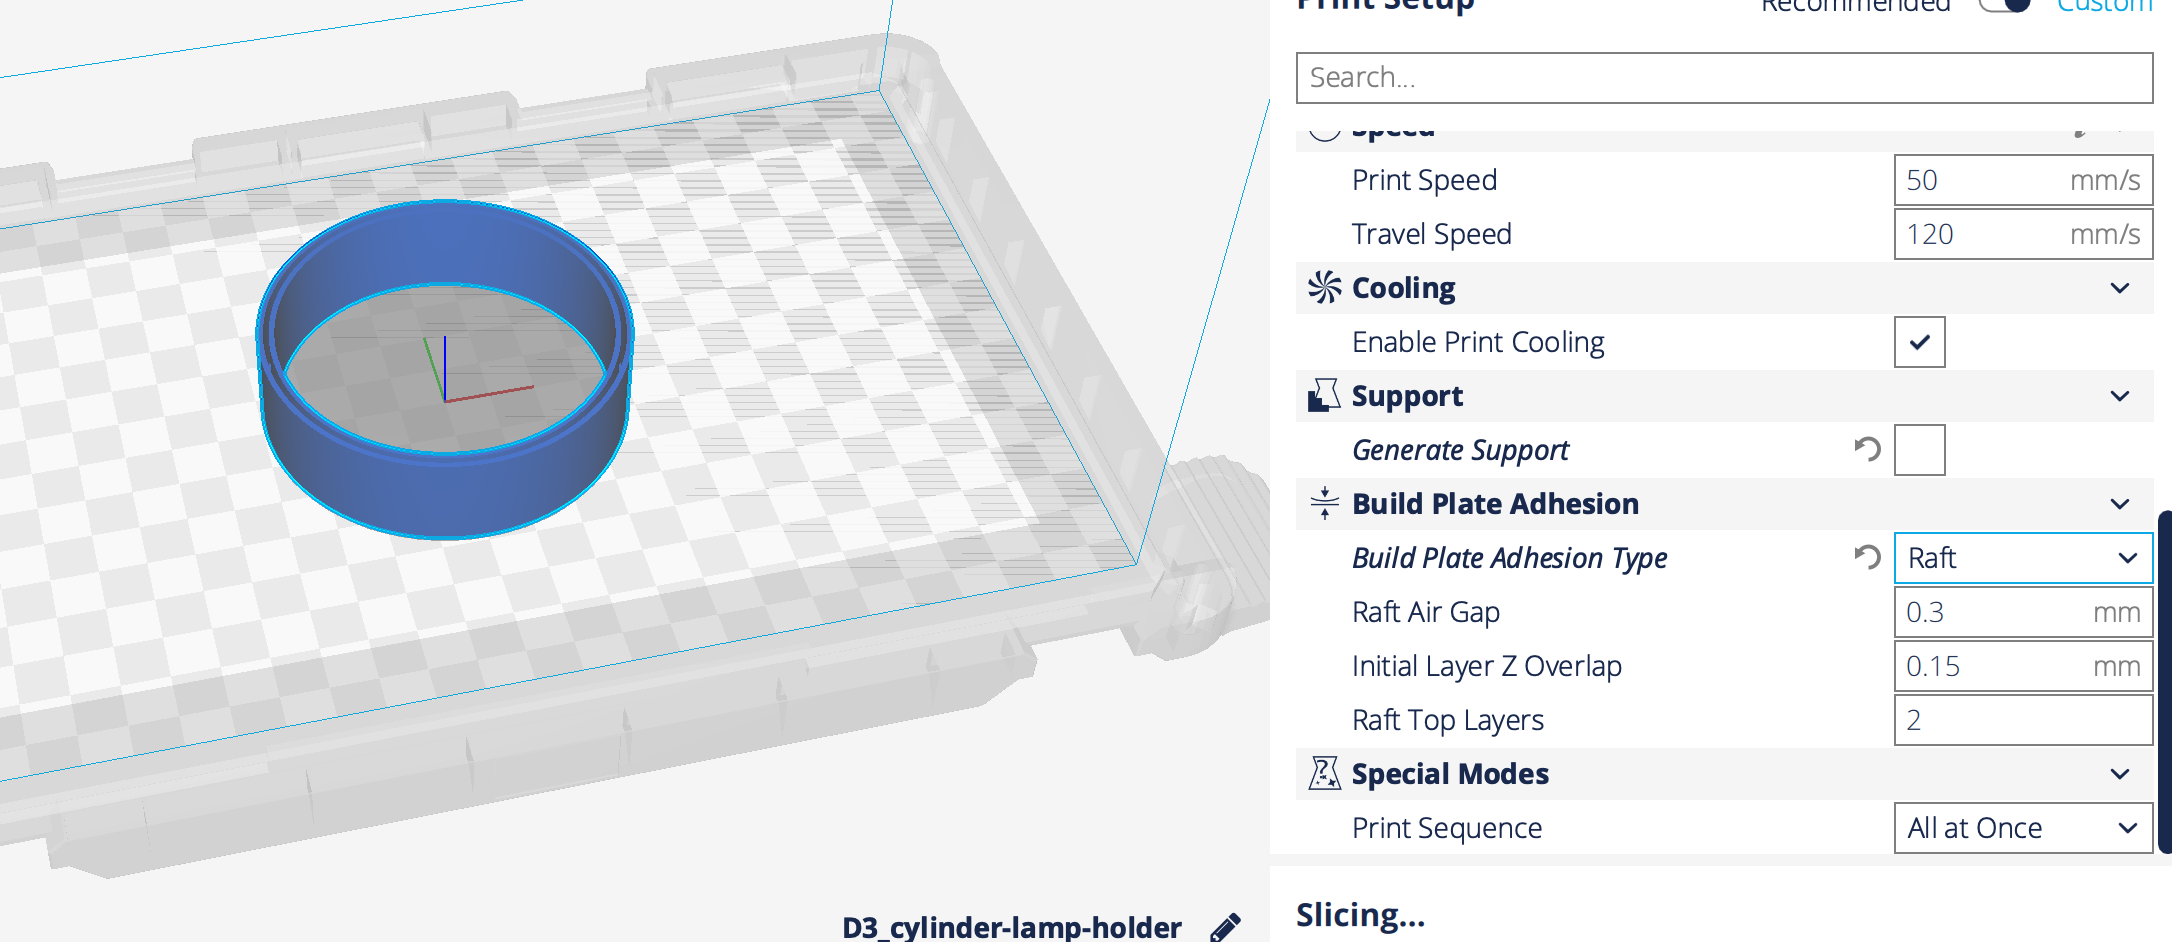 Print Setup
Recommended Custom
Search...
Speed
Print Speed 50 mm/s
Travel Speed 120 mm/s
Cooling
Enable Print Cooling
Support
Generate Support
Build Plate Adhesion
Build Plate Adhesion Type Raft
Raft Air Gap 0.3 mm
Initial Layer Z Overlap 0.15 mm
Raft Top Layers 2
Special Modes
Print Sequence All at Once
D3_cylinder-lamp-holder
Slicing...